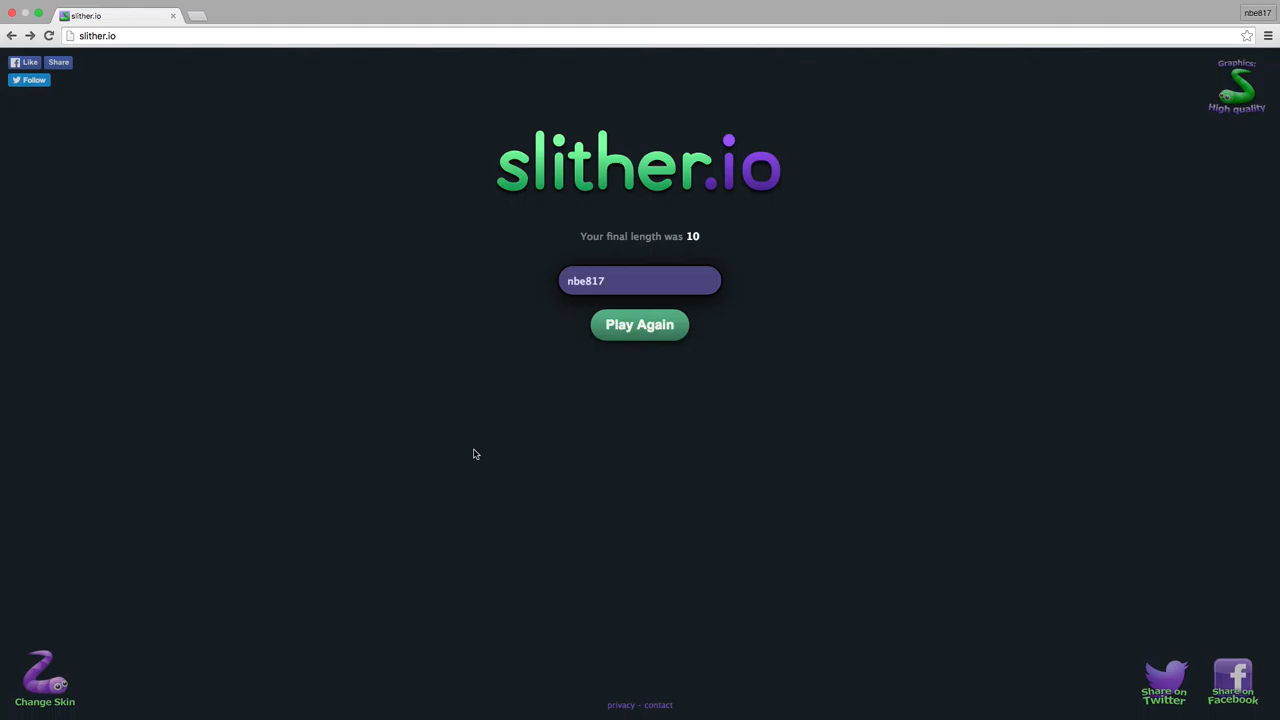 slither.io
nbe817
slither.io
Like Share
Follow
Graphics:
High quality
slither.io
Your final length was 10
nbe817
Play Again
Change Skin
privacy - contact
Share on
Twitter
Share on
Facebook